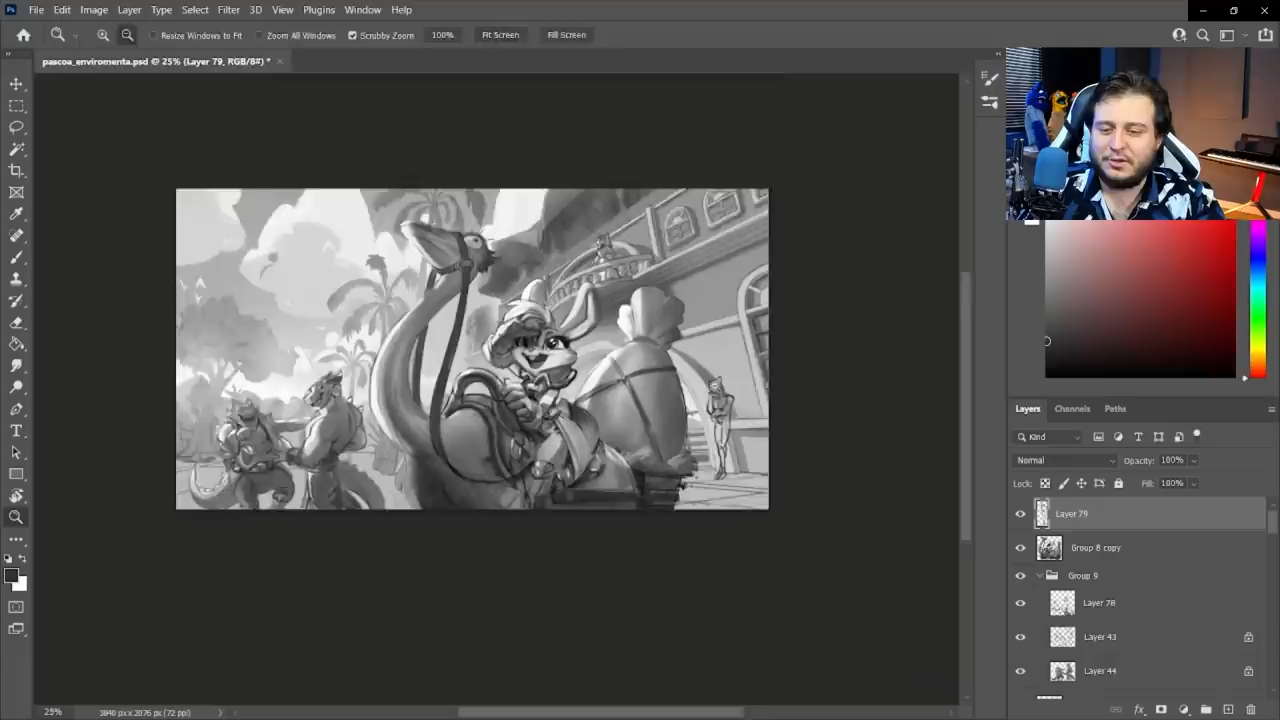 Ps File Edit Image Layer Type Select Filter 3D View Plugins Window Help
Resize Windows to Fit Zoom All Windows Scrubby Zoom 100% Fit Screen Fill Screen
pascoa_enviromenta.psd @ 25% (Layer 79, RGB/8#) *
Layers Channels Paths
Kind
Normal Opacity: 100%
Lock: Fill: 100%
Layer 79
Group 8 copy
Group 9
Layer 78
Layer 43
Layer 44
fx
25% 3840 px x 2076 px (72 ppi)